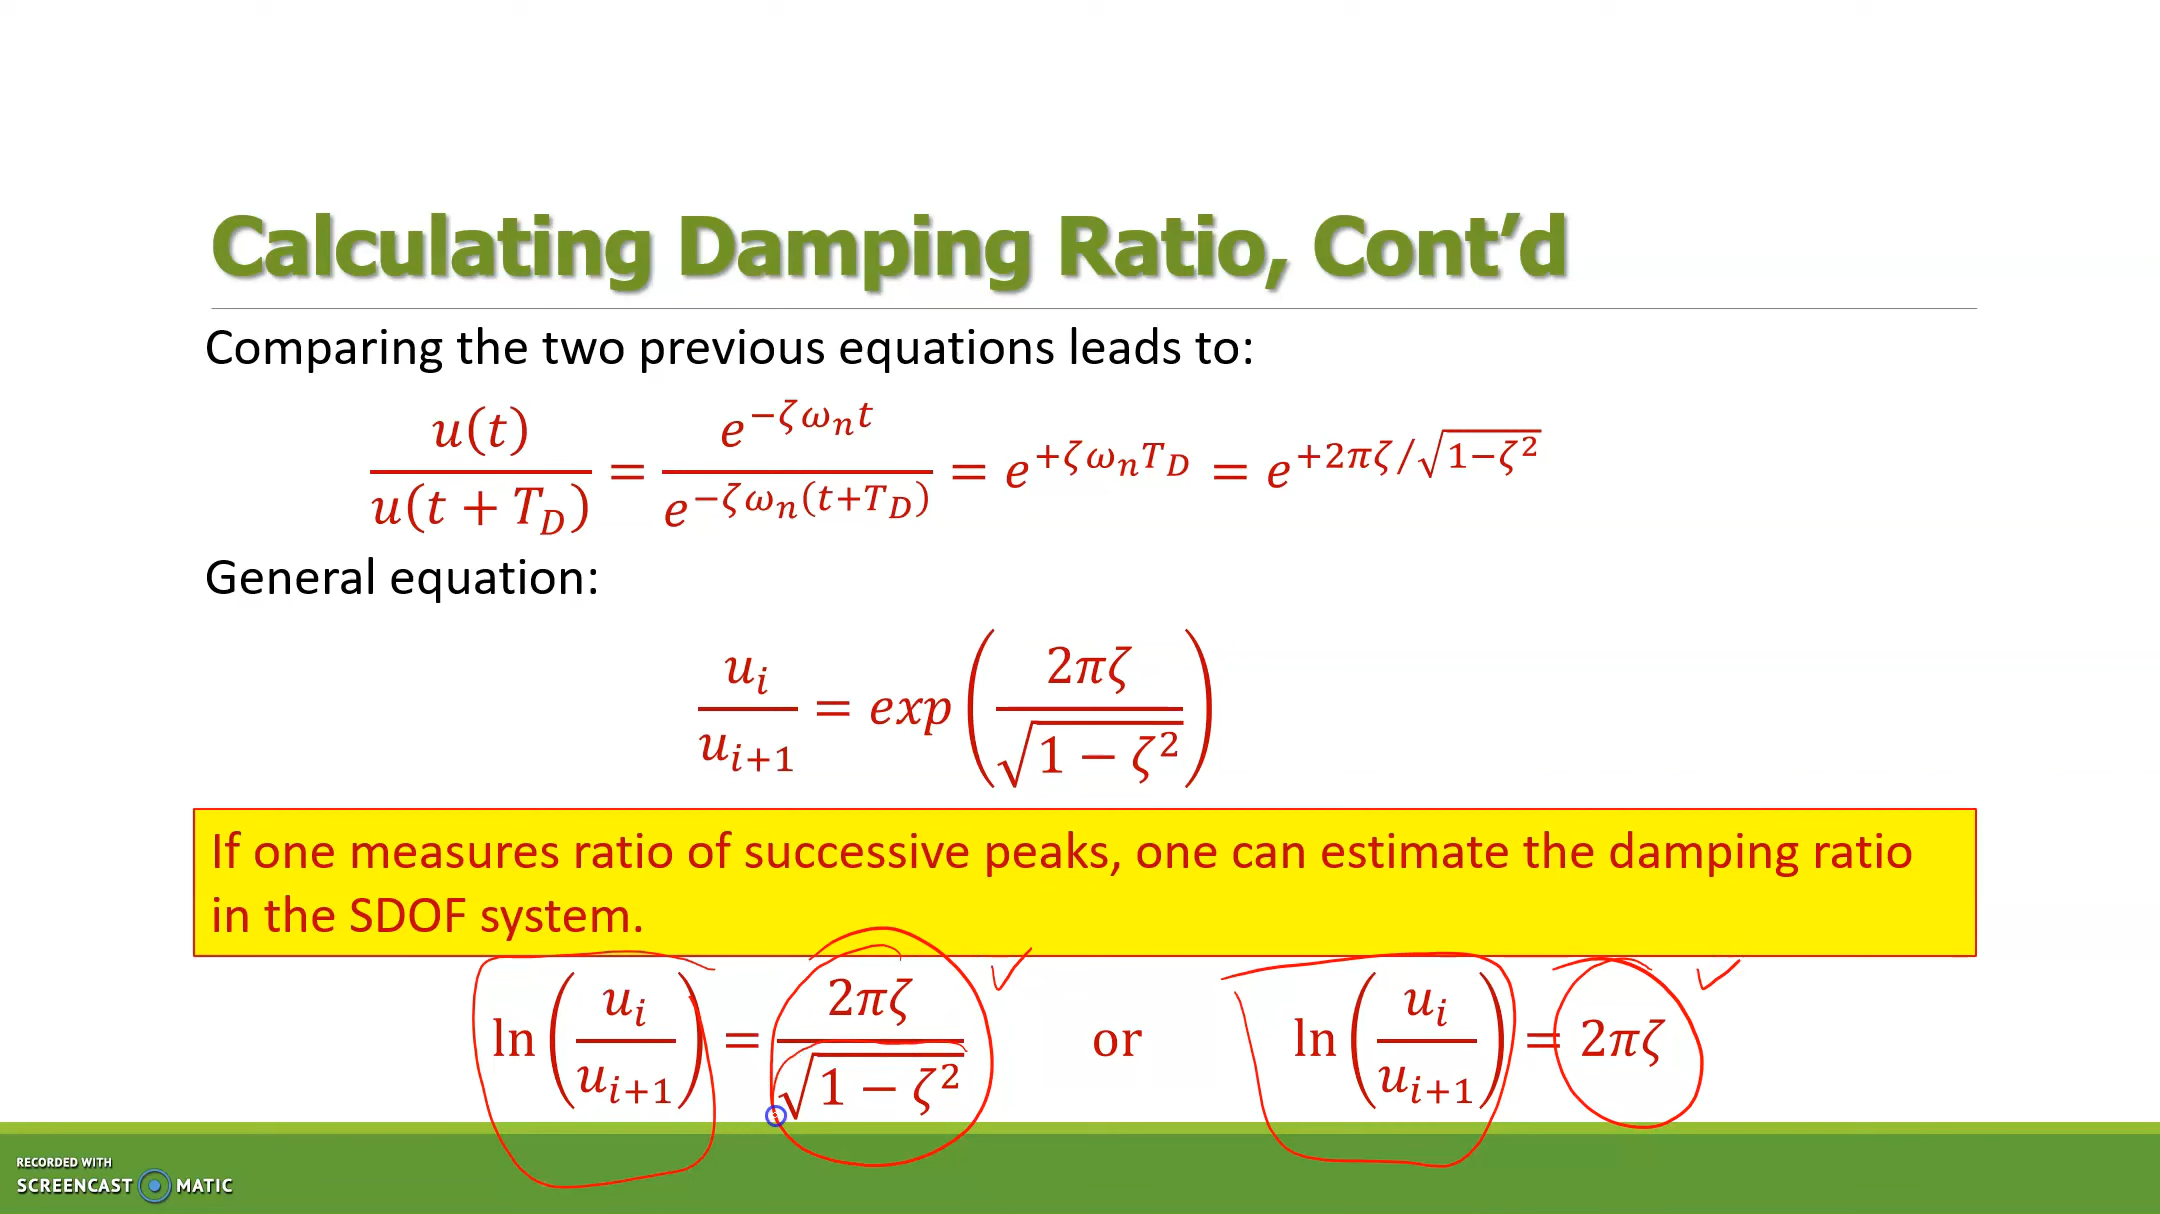 Calculating Damping Ratio, Cont’d
Comparing the two previous equations leads to:
u(t) / u(t + T_D) = e^{−ζω_n t} / e^{−ζω_n(t+T_D)} = e^{+ζω_n T_D} = e^{+2πζ/√(1−ζ²)}
General equation:
u_i / u_{i+1} = exp(2πζ / √(1 − ζ²))
If one measures ratio of successive peaks, one can estimate the damping ratio
in the SDOF system.
ln(u_i / u_{i+1}) = 2πζ / √(1 − ζ²) or ln(u_i / u_{i+1}) = 2πζ
RECORDED WITH
SCREENCAST MATIC